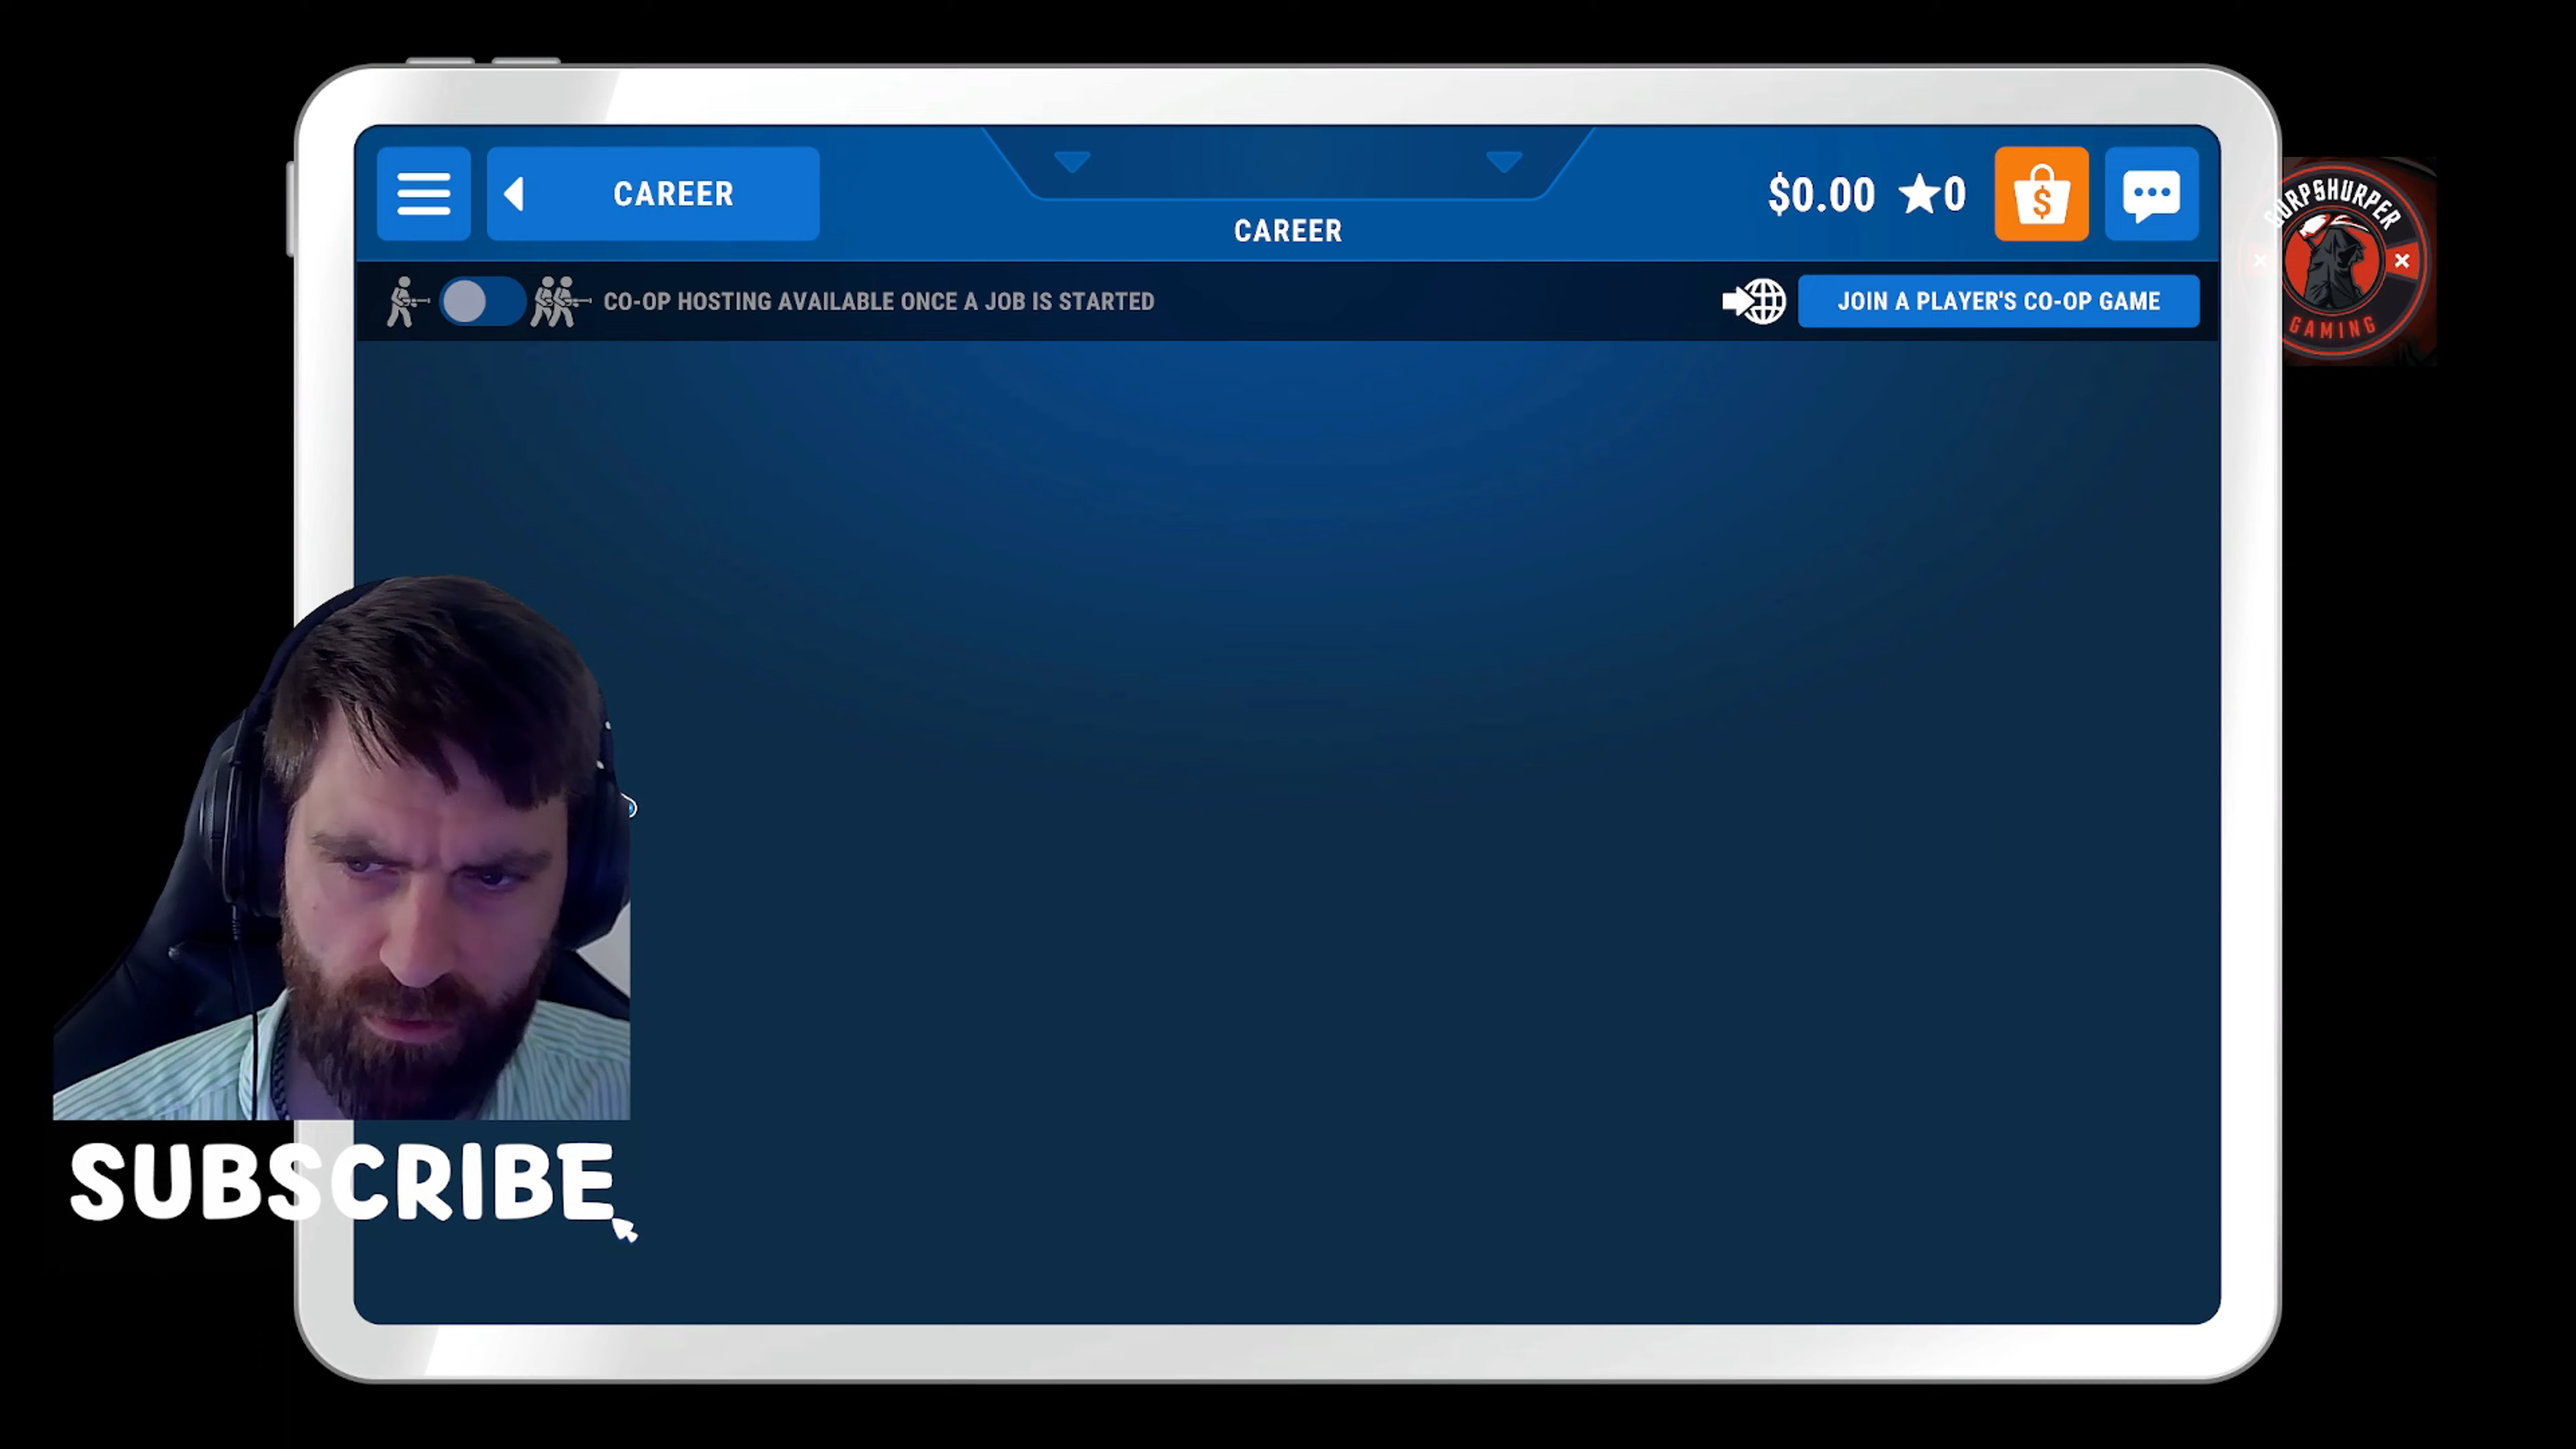 CAREER
CAREER
$0.00 ★0
CO-OP HOSTING AVAILABLE ONCE A JOB IS STARTED
JOIN A PLAYER'S CO-OP GAME
GURPSHURPER
GAMING
SUBSCRIBE